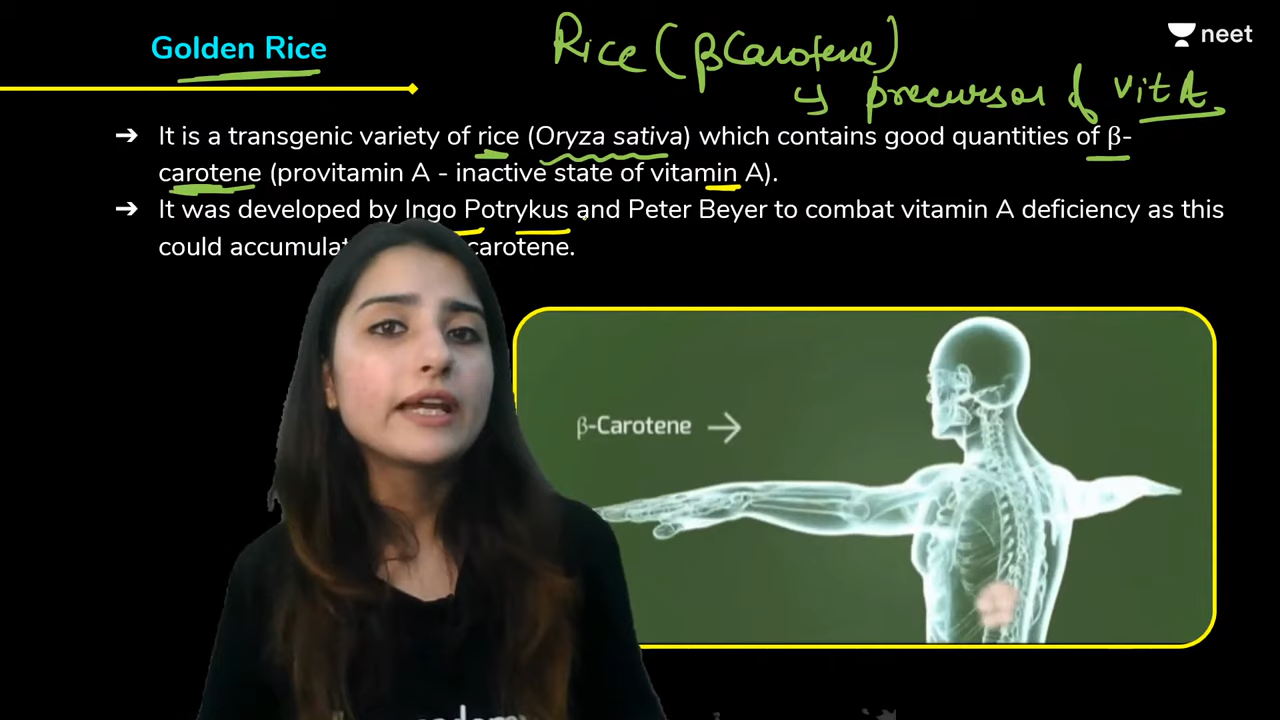 Golden Rice
Rice (βCarotene)
neet
↳ precursor of vit A
➔ It is a transgenic variety of rice (Oryza sativa) which contains good quantities of β-
carotene (provitamin A - inactive state of vitamin A).
➔ It was developed by Ingo Potrykus and Peter Beyer to combat vitamin A deficiency as this
could accumulat carotene.
β-Carotene →